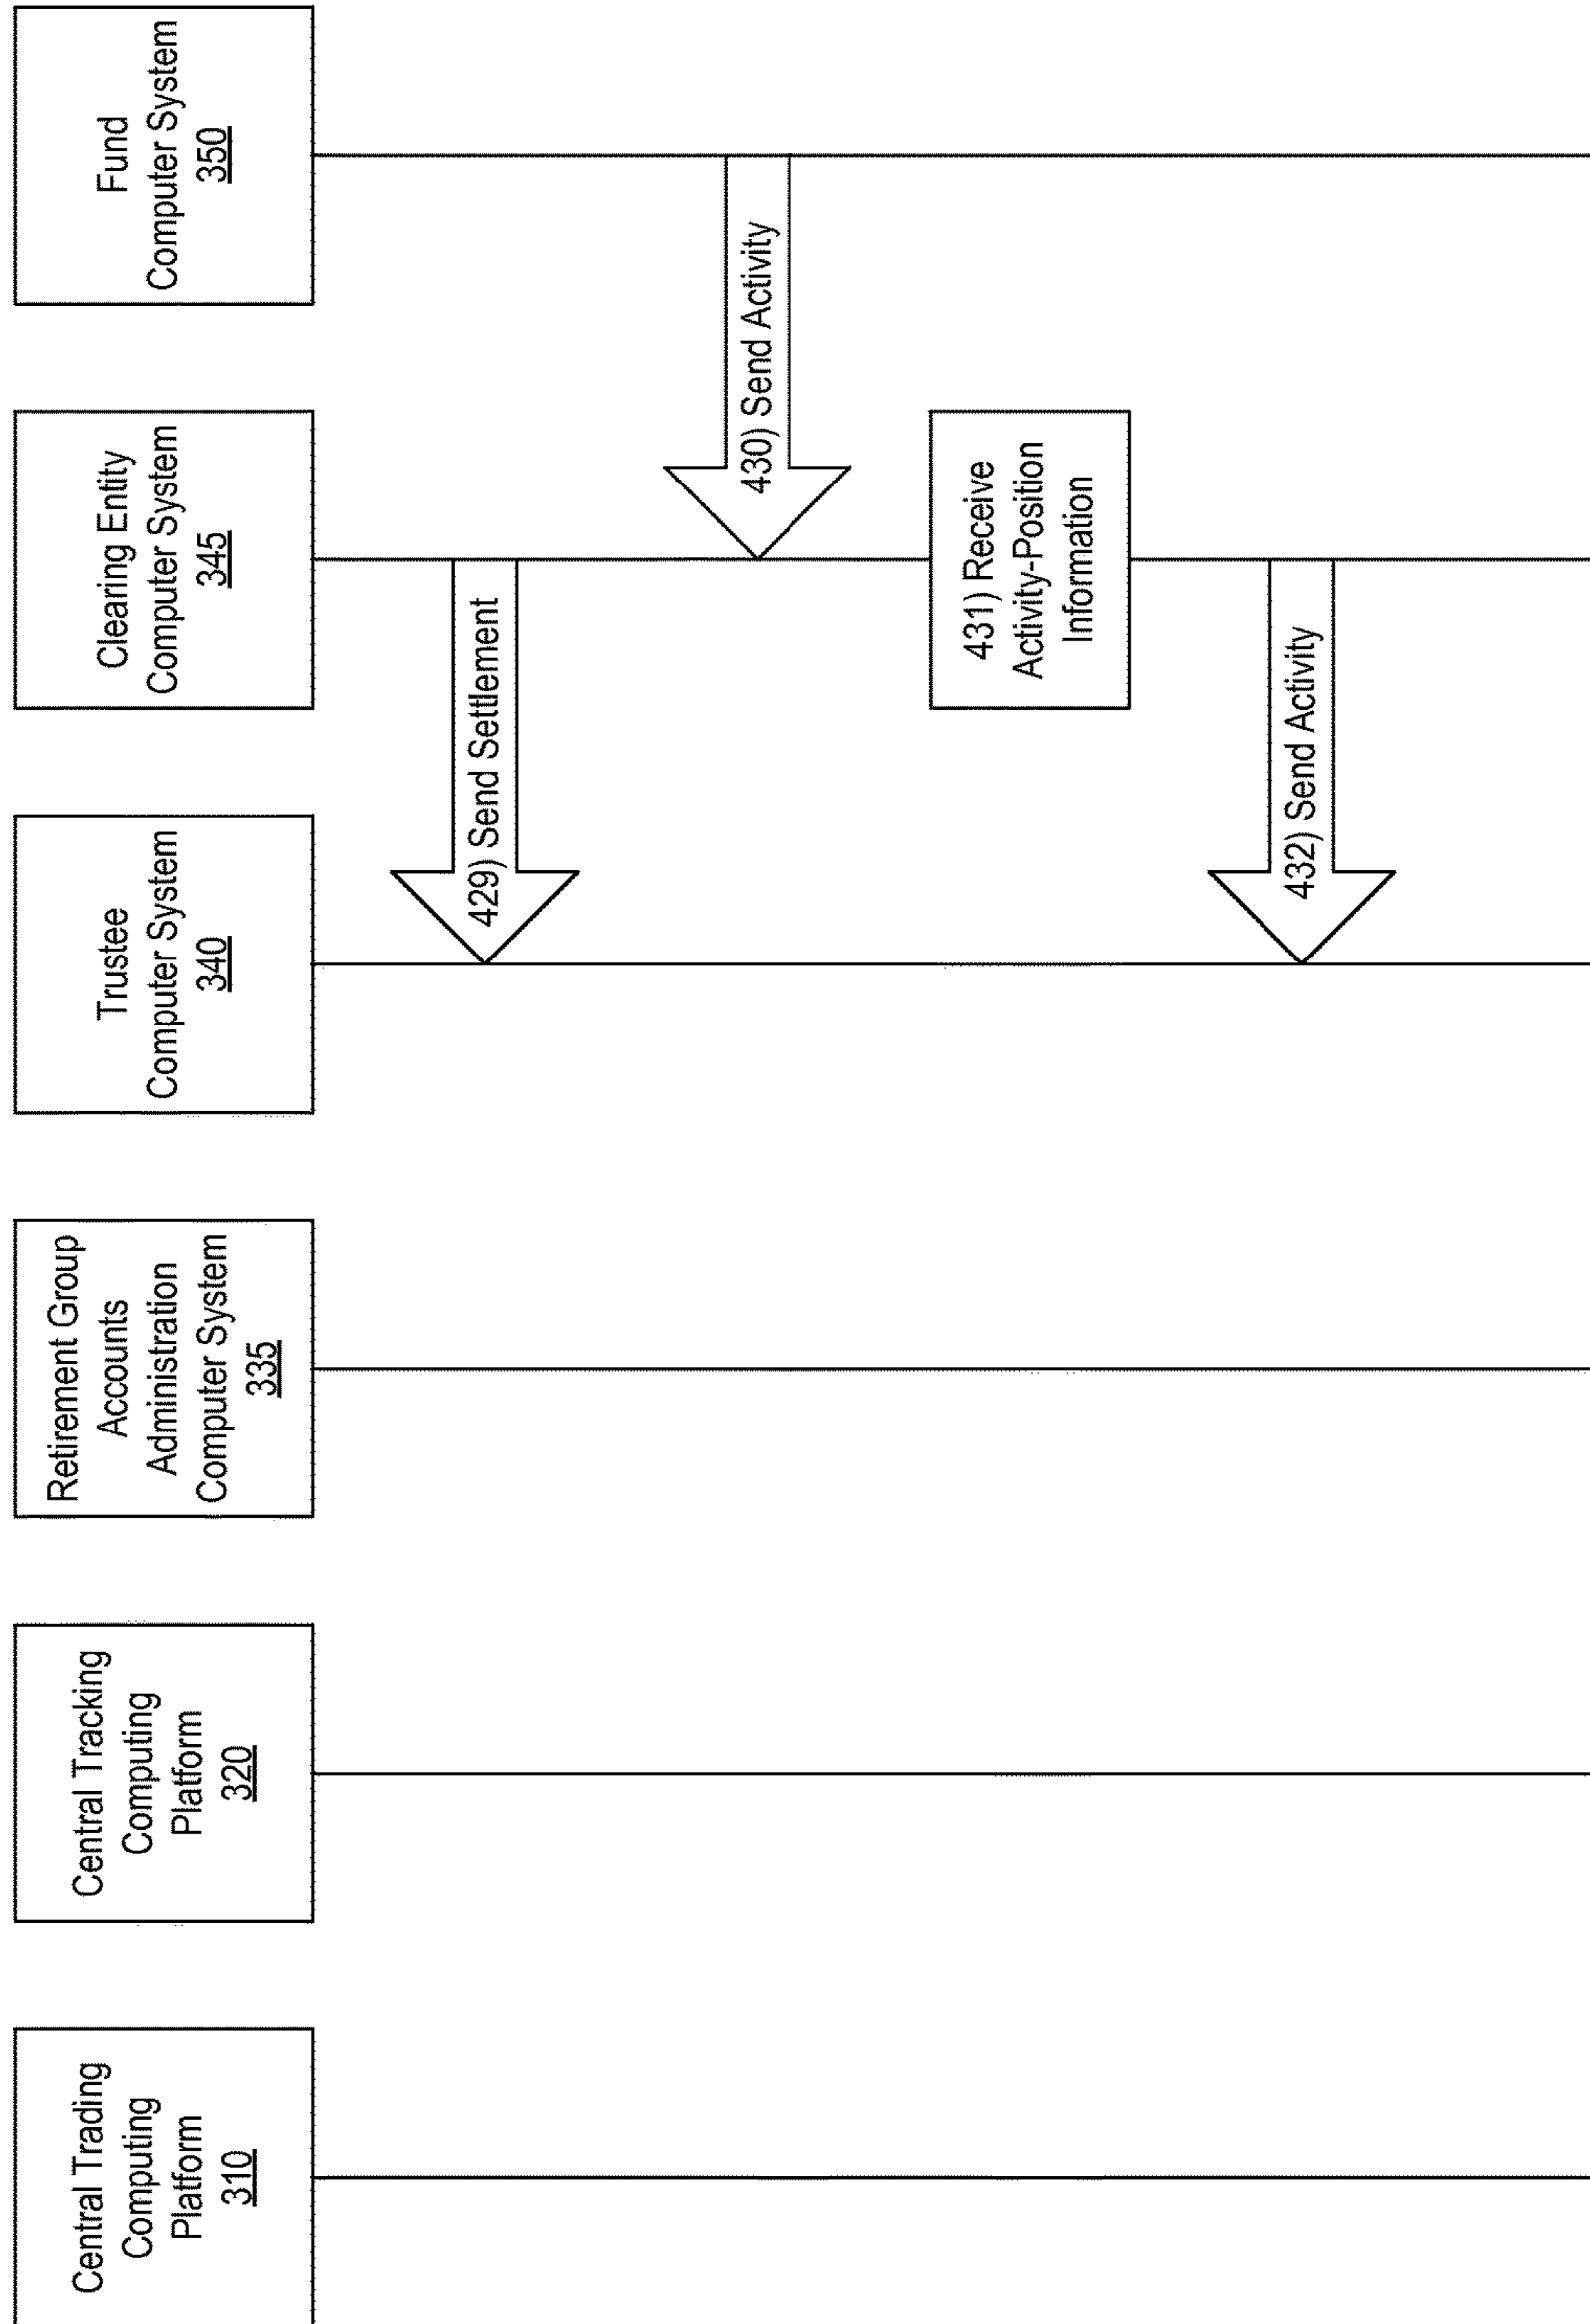 Central Trading
Computing
Platform
310
Central Tracking
Computing
Platform
320
Retirement Group
Accounts
Administration
Computer System
335
Trustee
Computer System
340
Clearing Entity
Computer System
345
Fund
Computer System
350
429) Send Settlement
430) Send Activity
431) Receive
Activity-Position
Information
432) Send Activity